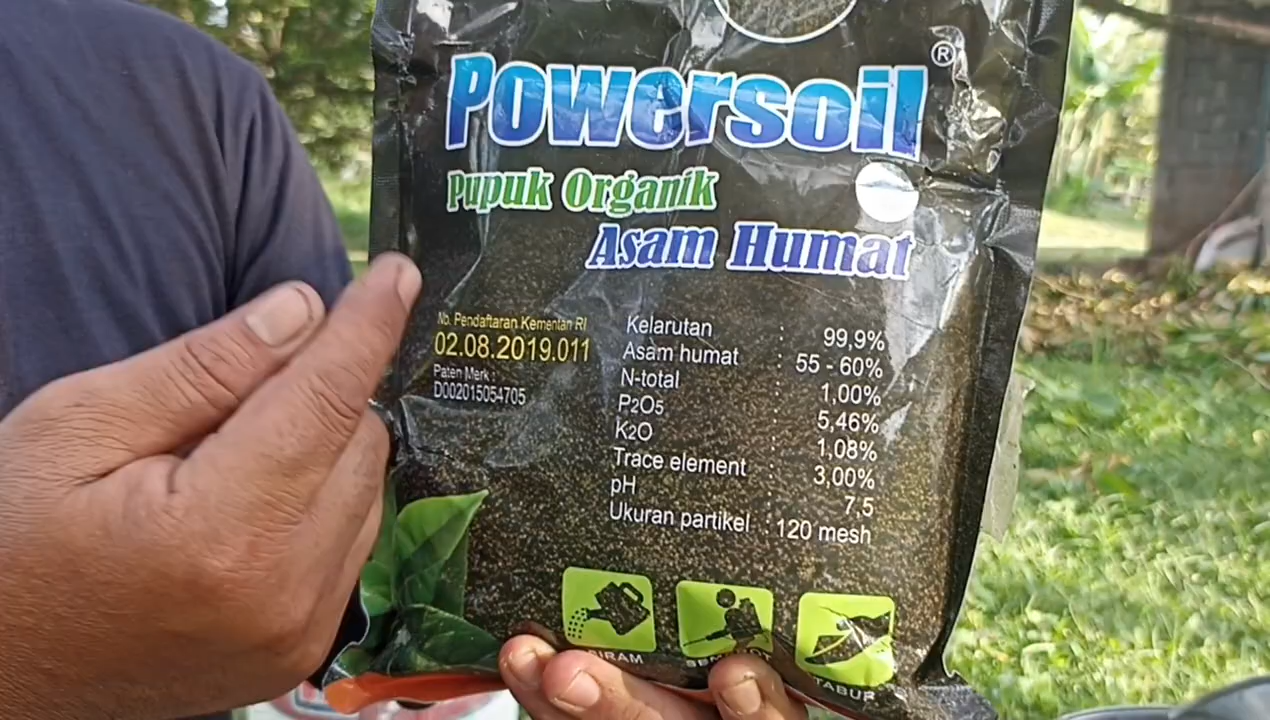 Powersoil®
Pupuk Organik
Asam Humat
No. Pendaftaran Kementan RI
02.08.2019.011
Paten Merk :
D002015054705
Kelarutan : 99,9%
Asam humat : 55 - 60%
N-total : 1,00%
P2O5 : 5,46%
K2O : 1,08%
Trace element : 3,00%
pH : 7,5
Ukuran partikel : 120 mesh
SIRAM
TABUR